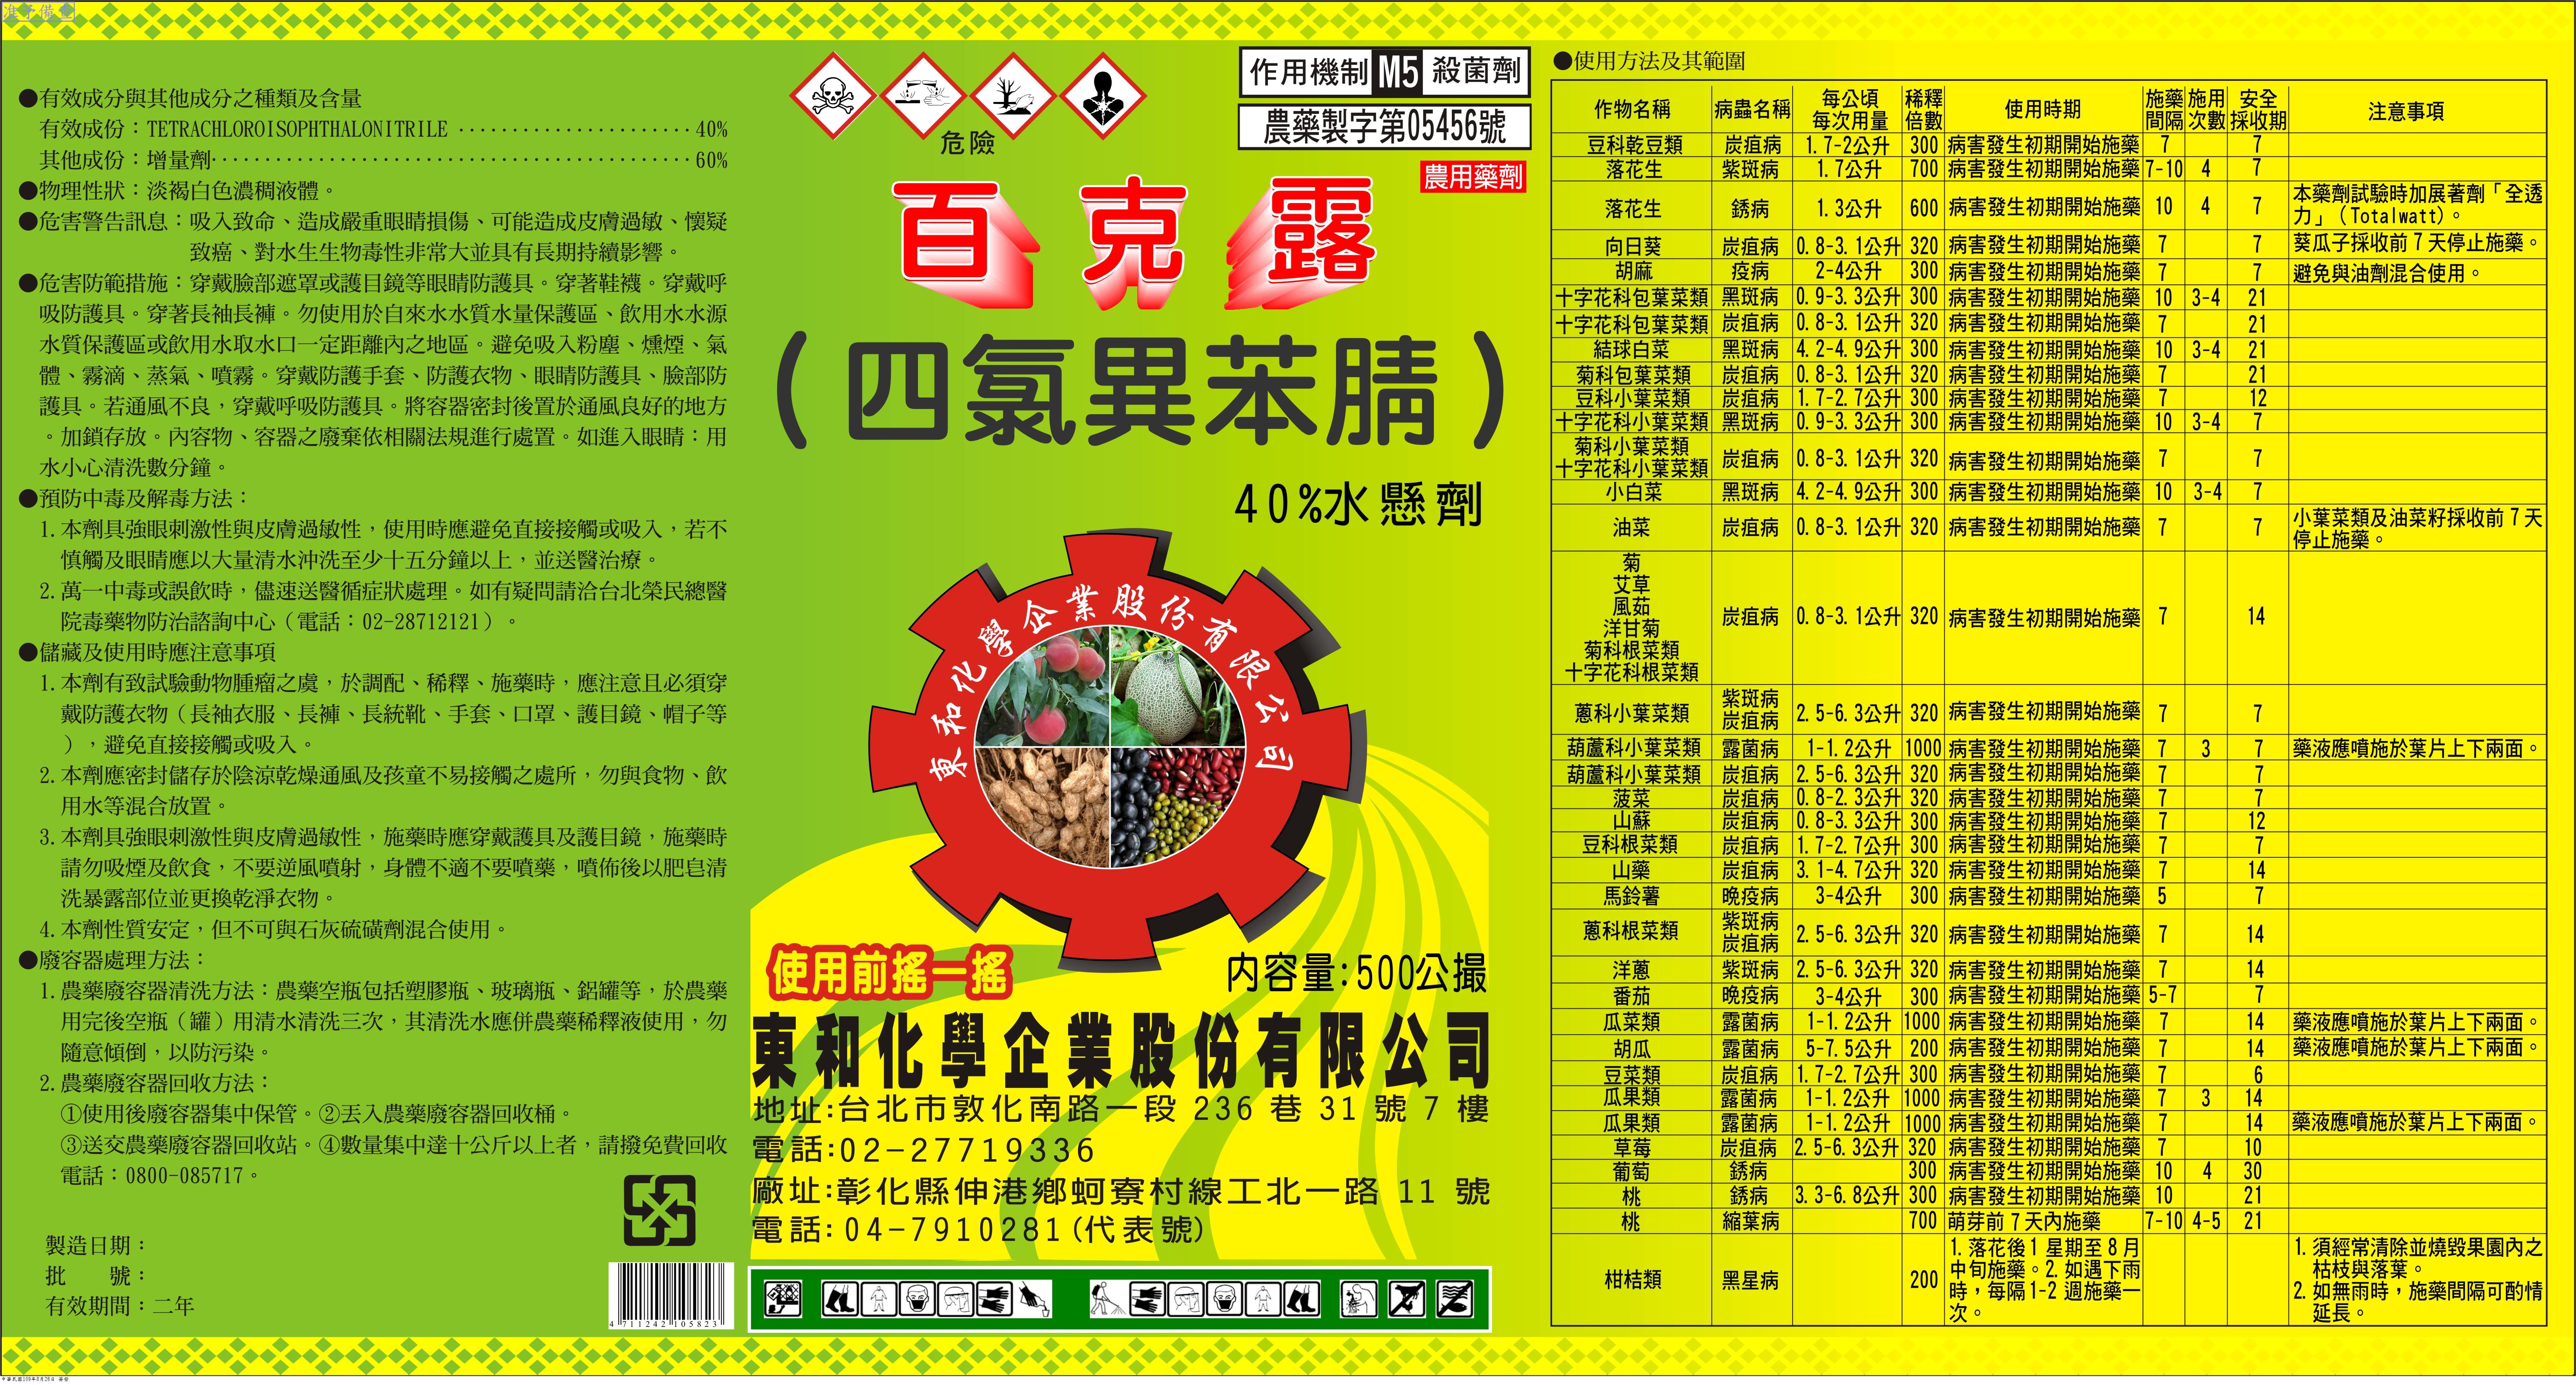 准予備查
●有效成分與其他成分之種類及含量
有效成份：TETRACHLOROISOPHTHALONITRILE ······················ 40%
其他成份：增量劑················································ 60%
●物理性狀：淡褐白色濃稠液體。
●危害警告訊息：吸入致命、造成嚴重眼睛損傷、可能造成皮膚過敏、懷疑
致癌、對水生生物毒性非常大並具有長期持續影響。
●危害防範措施：穿戴臉部遮罩或護目鏡等眼睛防護具。穿著鞋襪。穿戴呼
吸防護具。穿著長袖長褲。勿使用於自來水水質水量保護區、飲用水水源
水質保護區或飲用水取水口一定距離內之地區。避免吸入粉塵、燻煙、氣
體、霧滴、蒸氣、噴霧。穿戴防護手套、防護衣物、眼睛防護具、臉部防
護具。若通風不良，穿戴呼吸防護具。將容器密封後置於通風良好的地方
。加鎖存放。內容物、容器之廢棄依相關法規進行處置。如進入眼睛：用
水小心清洗數分鐘。
●預防中毒及解毒方法：
1.本劑具強眼刺激性與皮膚過敏性，使用時應避免直接接觸或吸入，若不
慎觸及眼睛應以大量清水沖洗至少十五分鐘以上，並送醫治療。
2.萬一中毒或誤飲時，儘速送醫循症狀處理。如有疑問請洽台北榮民總醫
院毒藥物防治諮詢中心（電話：02-28712121）。
●儲藏及使用時應注意事項
1.本劑有致試驗動物腫瘤之虞，於調配、稀釋、施藥時，應注意且必須穿
戴防護衣物（長袖衣服、長褲、長統靴、手套、口罩、護目鏡、帽子等
），避免直接接觸或吸入。
2.本劑應密封儲存於陰涼乾燥通風及孩童不易接觸之處所，勿與食物、飲
用水等混合放置。
3.本劑具強眼刺激性與皮膚過敏性，施藥時應穿戴護具及護目鏡，施藥時
請勿吸煙及飲食，不要逆風噴射，身體不適不要噴藥，噴佈後以肥皂清
洗暴露部位並更換乾淨衣物。
4.本劑性質安定，但不可與石灰硫磺劑混合使用。
●廢容器處理方法：
1.農藥廢容器清洗方法：農藥空瓶包括塑膠瓶、玻璃瓶、鋁罐等，於農藥
用完後空瓶（罐）用清水清洗三次，其清洗水應併農藥稀釋液使用，勿
隨意傾倒，以防污染。
2.農藥廢容器回收方法：
①使用後廢容器集中保管。②丟入農藥廢容器回收桶。
③送交農藥廢容器回收站。④數量集中達十公斤以上者，請撥免費回收
電話：0800-085717。
製造日期：
批　　號：
有效期間：二年
4 711242 105823
危險
作用機制 M5 殺菌劑
農藥製字第05456號
農用藥劑
百克露
(四氯異苯腈)
40%水懸劑
東和化學企業股份有限公司
使用前搖一搖
內容量:500公撮
東和化學企業股份有限公司
地址:台北市敦化南路一段 236 巷 31 號 7 樓
電話:02-27719336
廠址:彰化縣伸港鄉蚵寮村線工北一路 11 號
電話: 04-7910281(代表號)
●使用方法及其範圍
作物名稱 病蟲名稱 每公頃每次用量 稀釋倍數 使用時期 施藥間隔 施用次數 安全採收期 注意事項
豆科乾豆類 炭疽病 1.7-2公升 300 病害發生初期開始施藥 7 7
落花生 紫斑病 1.7公升 700 病害發生初期開始施藥 7-10 4 7
落花生 銹病 1.3公升 600 病害發生初期開始施藥 10 4 7 本藥劑試驗時加展著劑「全透力」（Totalwatt)。
向日葵 炭疽病 0.8-3.1公升 320 病害發生初期開始施藥 7 7 葵瓜子採收前7天停止施藥。
胡麻 疫病 2-4公升 300 病害發生初期開始施藥 7 7 避免與油劑混合使用。
十字花科包葉菜類 黑斑病 0.9-3.3公升 300 病害發生初期開始施藥 10 3-4 21
十字花科包葉菜類 炭疽病 0.8-3.1公升 320 病害發生初期開始施藥 7 21
結球白菜 黑斑病 4.2-4.9公升 300 病害發生初期開始施藥 10 3-4 21
菊科包葉菜類 炭疽病 0.8-3.1公升 320 病害發生初期開始施藥 7 21
豆科小葉菜類 炭疽病 1.7-2.7公升 300 病害發生初期開始施藥 7 12
十字花科小葉菜類 黑斑病 0.9-3.3公升 300 病害發生初期開始施藥 10 3-4 7
菊科小葉菜類
十字花科小葉菜類 炭疽病 0.8-3.1公升 320 病害發生初期開始施藥 7 7
小白菜 黑斑病 4.2-4.9公升 300 病害發生初期開始施藥 10 3-4 7
油菜 炭疽病 0.8-3.1公升 320 病害發生初期開始施藥 7 7 小葉菜類及油菜籽採收前7天停止施藥。
菊
艾草
風茹
洋甘菊
菊科根菜類
十字花科根菜類 炭疽病 0.8-3.1公升 320 病害發生初期開始施藥 7 14
蔥科小葉菜類 紫斑病 炭疽病 2.5-6.3公升 320 病害發生初期開始施藥 7 7
葫蘆科小葉菜類 露菌病 1-1.2公升 1000 病害發生初期開始施藥 7 3 7 藥液應噴施於葉片上下兩面。
葫蘆科小葉菜類 炭疽病 2.5-6.3公升 320 病害發生初期開始施藥 7 7
菠菜 炭疽病 0.8-2.3公升 320 病害發生初期開始施藥 7 7
山蘇 炭疽病 0.8-3.3公升 300 病害發生初期開始施藥 7 12
豆科根菜類 炭疽病 1.7-2.7公升 300 病害發生初期開始施藥 7 7
山藥 炭疽病 3.1-4.7公升 320 病害發生初期開始施藥 7 14
馬鈴薯 晚疫病 3-4公升 300 病害發生初期開始施藥 5 7
蔥科根菜類 紫斑病 炭疽病 2.5-6.3公升 320 病害發生初期開始施藥 7 14
洋蔥 紫斑病 2.5-6.3公升 320 病害發生初期開始施藥 7 14
番茄 晚疫病 3-4公升 300 病害發生初期開始施藥 5-7 7
瓜菜類 露菌病 1-1.2公升 1000 病害發生初期開始施藥 7 14 藥液應噴施於葉片上下兩面。
胡瓜 露菌病 5-7.5公升 200 病害發生初期開始施藥 7 14 藥液應噴施於葉片上下兩面。
豆菜類 炭疽病 1.7-2.7公升 300 病害發生初期開始施藥 7 6
瓜果類 露菌病 1-1.2公升 1000 病害發生初期開始施藥 7 3 14
瓜果類 露菌病 1-1.2公升 1000 病害發生初期開始施藥 7 14 藥液應噴施於葉片上下兩面。
草莓 炭疽病 2.5-6.3公升 320 病害發生初期開始施藥 7 10
葡萄 銹病 300 病害發生初期開始施藥 10 4 30
桃 銹病 3.3-6.8公升 300 病害發生初期開始施藥 10 21
桃 縮葉病 700 萌芽前7天內施藥 7-10 4-5 21
柑桔類 黑星病 200 1.落花後1星期至8月中旬施藥。2.如遇下雨時，每隔1-2週施藥一次。 1.須經常清除並燒毀果園內之枯枝與落葉。 2.如無雨時，施藥間隔可酌情延長。
中華民國109年8月28日 簽發